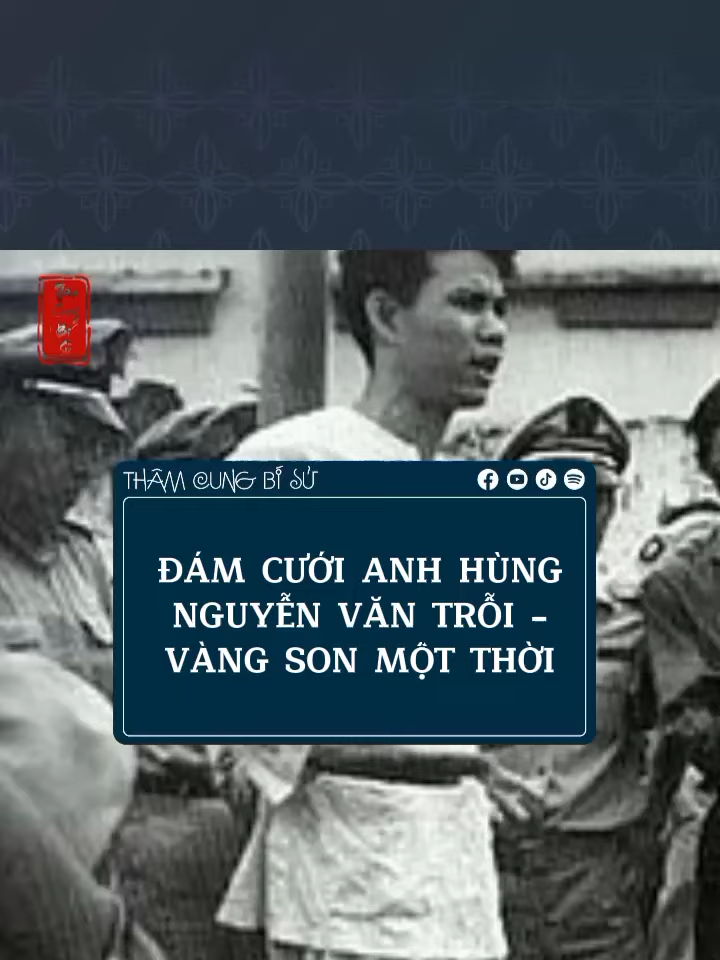 THÂM CUNG BÍ SỬ
ĐÁM CƯỚI ANH HÙNG
NGUYỄN VĂN TRỖI –
VÀNG SON MỘT THỜI